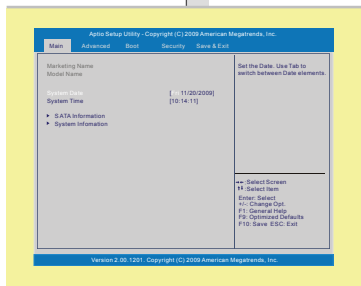 Aptio Setup Utility - Copyright (C) 2009 American Megatrends, Inc.
Main Advanced Boot Security Save & Exit
Marketing Name
Model Name
System Date [ 11/20/2009]
System Time [10:14:11]
SATA Information
System Infomation
Set the Date. Use Tab to
switch between Date elements.
:Select Screen
:Select Item
Enter: Select
+/-: Change Opt.
F1: General Help
F9: Optimized Defaults
F10: Save ESC: Exit
Version 2.00.1201. Copyright (C) 2009 American Megatrends, Inc.